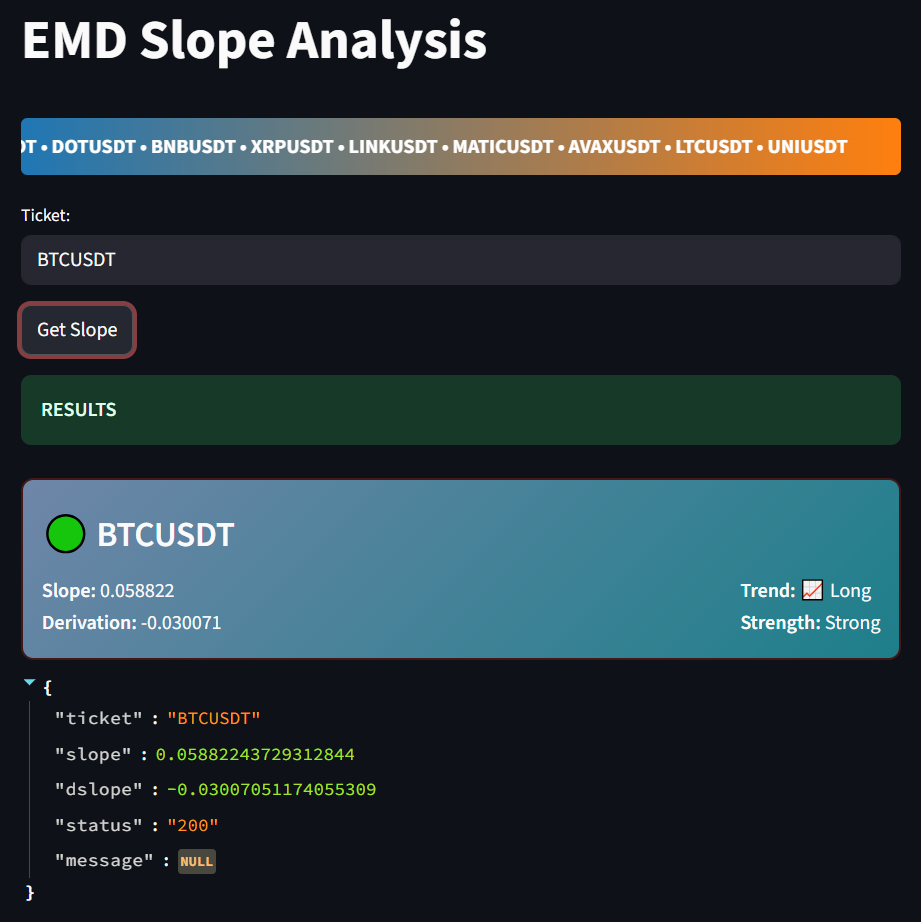 EMD Slope Analysis
• DOTUSDT • BNBUSDT • XRPUSDT • LINKUSDT • MATICUSDT • AVAXUSDT • LTCUSDT • UNIUSDT
Ticket:
BTCUSDT
Get Slope
RESULTS
BTCUSDT
Slope: 0.058822
Trend: 📈 Long
Derivation: -0.030071
Strength: Strong
{
"ticket" : "BTCUSDT"
"slope" : 0.05882243729312844
"dslope" : -0.03007051174055309
"status" : "200"
"message" : NULL
}